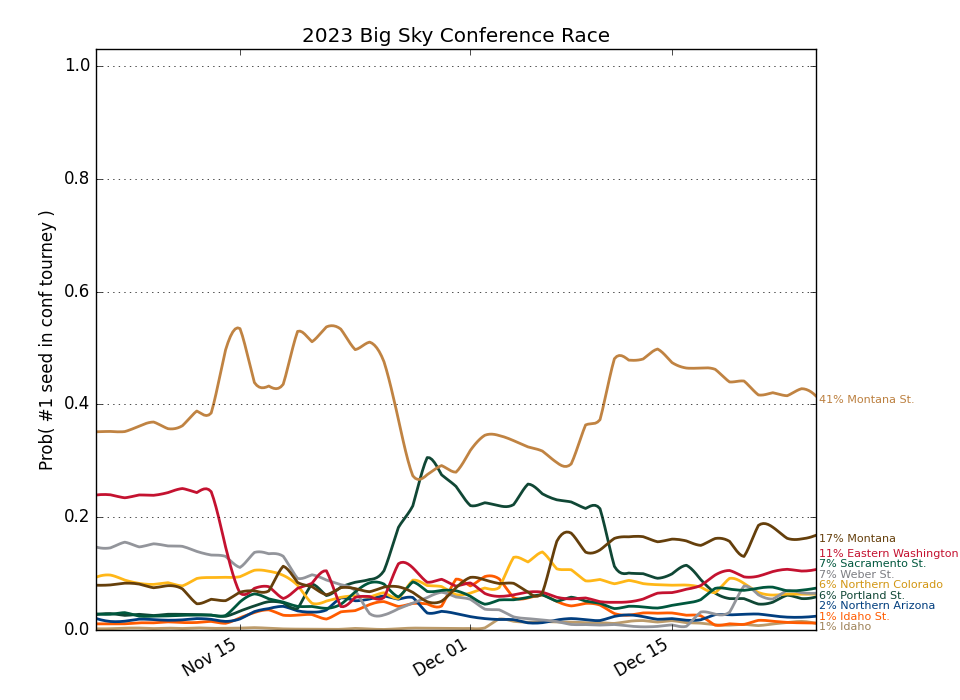 2023 Big Sky Conference Race
Prob( #1 seed in conf tourney )
1.0
0.8
0.6
0.4
0.2
0.0
Nov 15
Dec 01
Dec 15
41% Montana St.
17% Montana
11% Eastern Washington
7% Sacramento St.
7% Weber St.
6% Northern Colorado
6% Portland St.
2% Northern Arizona
1% Idaho St.
1% Idaho